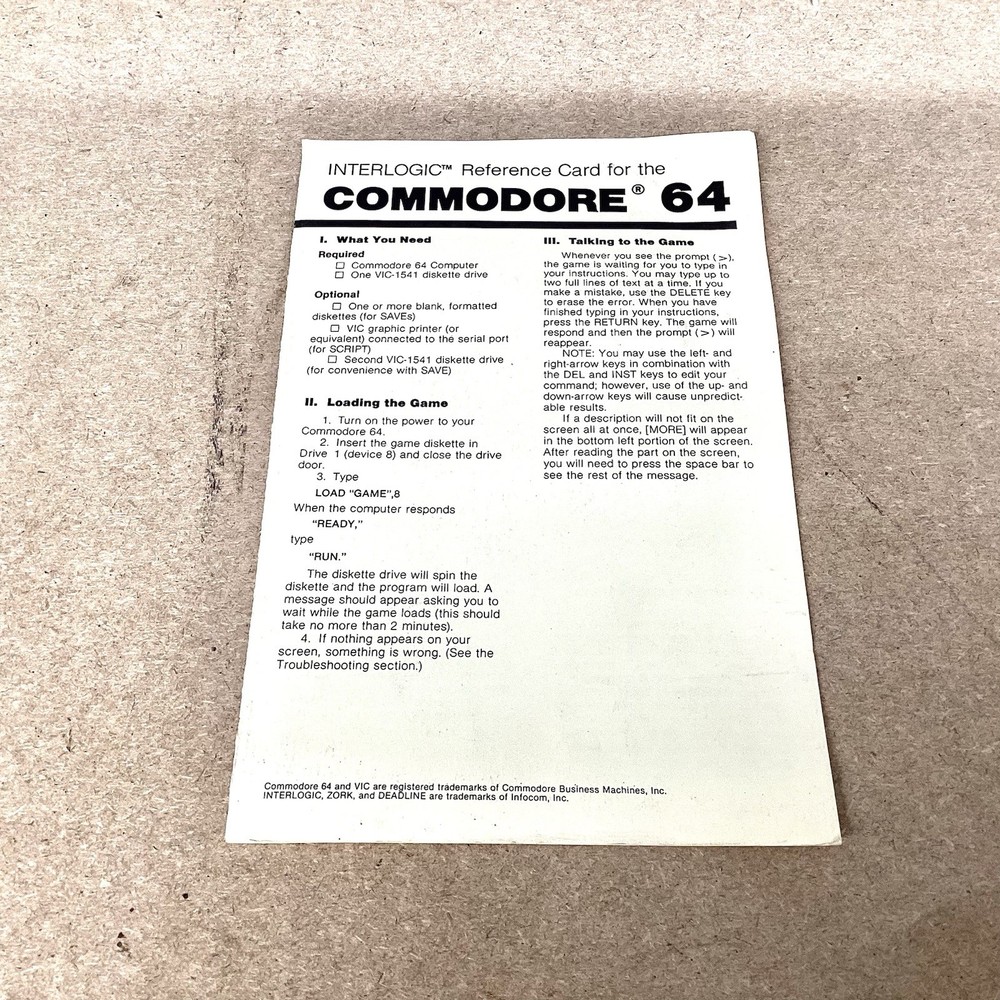 INTERLOGIC™ Reference Card for the
COMMODORE® 64
I. What You Need
Required
☐ Commodore 64 Computer
☐ One VIC-1541 diskette drive
Optional
☐ One or more blank, formatted
diskettes (for SAVEs)
☐ VIC graphic printer (or
equivalent) connected to the serial port
(for SCRIPT)
☐ Second VIC-1541 diskette drive
(for convenience with SAVE)
II. Loading the Game
1. Turn on the power to your
Commodore 64.
2. Insert the game diskette in
Drive 1 (device 8) and close the drive
door.
3. Type
LOAD "GAME",8
When the computer responds
"READY,"
type
"RUN."
The diskette drive will spin the
diskette and the program will load. A
message should appear asking you to
wait while the game loads (this should
take no more than 2 minutes).
4. If nothing appears on your
screen, something is wrong. (See the
Troubleshooting section.)
III. Talking to the Game
Whenever you see the prompt (>),
the game is waiting for you to type in
your instructions. You may type up to
two full lines of text at a time. If you
make a mistake, use the DELETE key
to erase the error. When you have
finished typing in your instructions,
press the RETURN key. The game will
respond and then the prompt (>) will
reappear.
NOTE: You may use the left- and
right-arrow keys in combination with
the DEL and INST keys to edit your
command; however, use of the up- and
down-arrow keys will cause unpredict-
able results.
If a description will not fit on the
screen all at once, [MORE] will appear
in the bottom left portion of the screen.
After reading the part on the screen,
you will need to press the space bar to
see the rest of the message.
Commodore 64 and VIC are registered trademarks of Commodore Business Machines, Inc.
INTERLOGIC, ZORK, and DEADLINE are trademarks of Infocom, Inc.